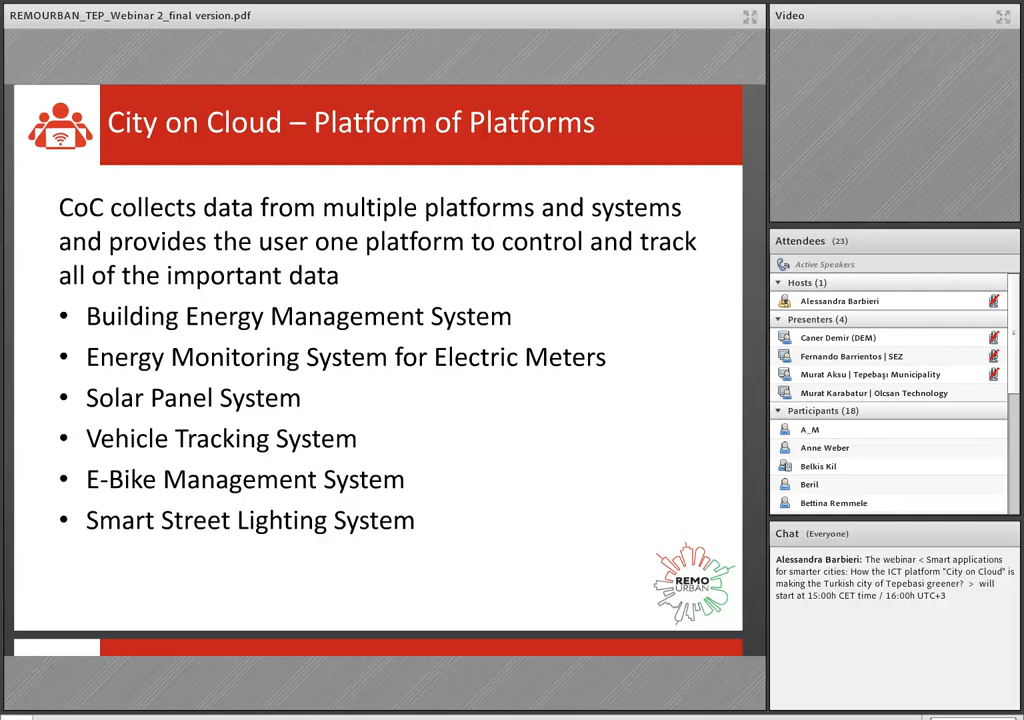 REMOURBAN_TEP_Webinar 2_final version.pdf
City on Cloud – Platform of Platforms
CoC collects data from multiple platforms and systems
and provides the user one platform to control and track
all of the important data
• Building Energy Management System
• Energy Monitoring System for Electric Meters
• Solar Panel System
• Vehicle Tracking System
• E-Bike Management System
• Smart Street Lighting System
REMO
URBAN
Video
Attendees (23)
Active Speakers
Hosts (1)
Alessandra Barbieri
Presenters (4)
Caner Demir (DEM)
Fernando Barrientos | SEZ
Murat Aksu | Tepebaşı Municipality
Murat Karabatur | Olcsan Technology
Participants (18)
A_M
Anne Weber
Belkis Kil
Beril
Bettina Remmele
Chat (Everyone)
Alessandra Barbieri: The webinar < Smart applications
for smarter cities: How the ICT platform "City on Cloud" is
making the Turkish city of Tepebasi greener? > will
start at 15:00h CET time / 16:00h UTC+3